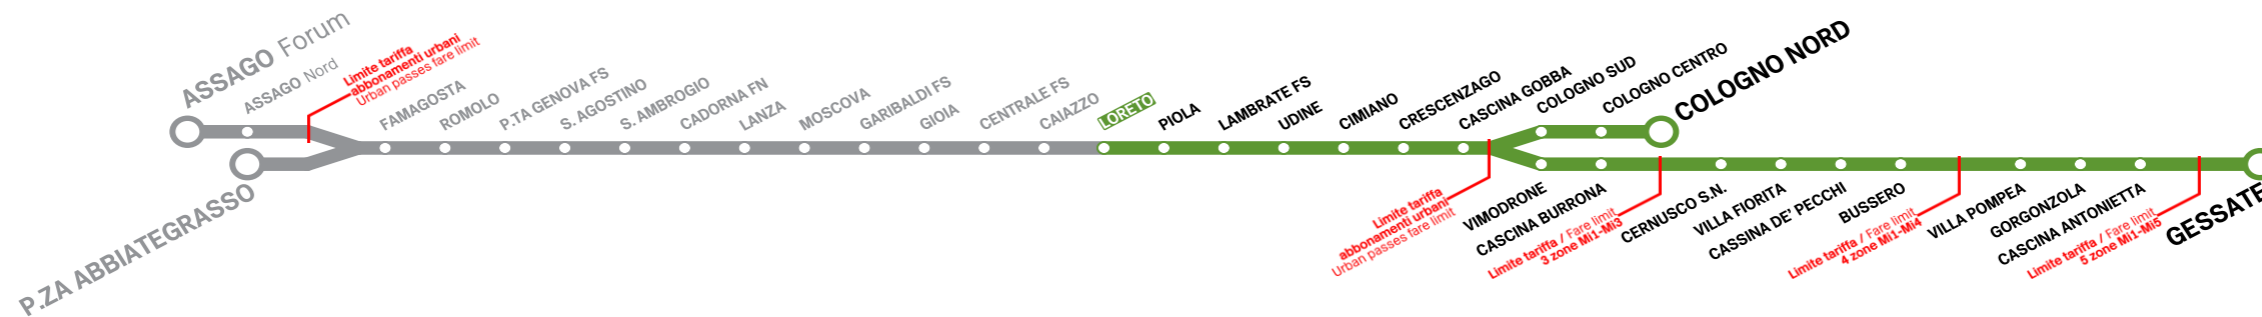 ASSAGO Forum
ASSAGO Nord
Limite tariffa
abbonamenti urbani
Urban passes fare limit
P.ZA ABBIATEGRASSO
FAMAGOSTA
ROMOLO
P.TA GENOVA FS
S. AGOSTINO
S. AMBROGIO
CADORNA FN
LANZA
MOSCOVA
GARIBALDI FS
GIOIA
CENTRALE FS
CAIAZZO
LORETO
PIOLA
LAMBRATE FS
UDINE
CIMIANO
CRESCENZAGO
CASCINA GOBBA
COLOGNO SUD
COLOGNO CENTRO
COLOGNO NORD
Limite tariffa
abbonamenti urbani
Urban passes fare limit
VIMODRONE
CASCINA BURRONA
Limite tariffa / Fare limit
3 zone Mi1-Mi3
CERNUSCO S.N.
VILLA FIORITA
CASSINA DE' PECCHI
BUSSERO
Limite tariffa / Fare limit
4 zone Mi1-Mi4
VILLA POMPEA
GORGONZOLA
CASCINA ANTONIETTA
Limite tariffa / Fare limit
5 zone Mi1-Mi5
GESSATE